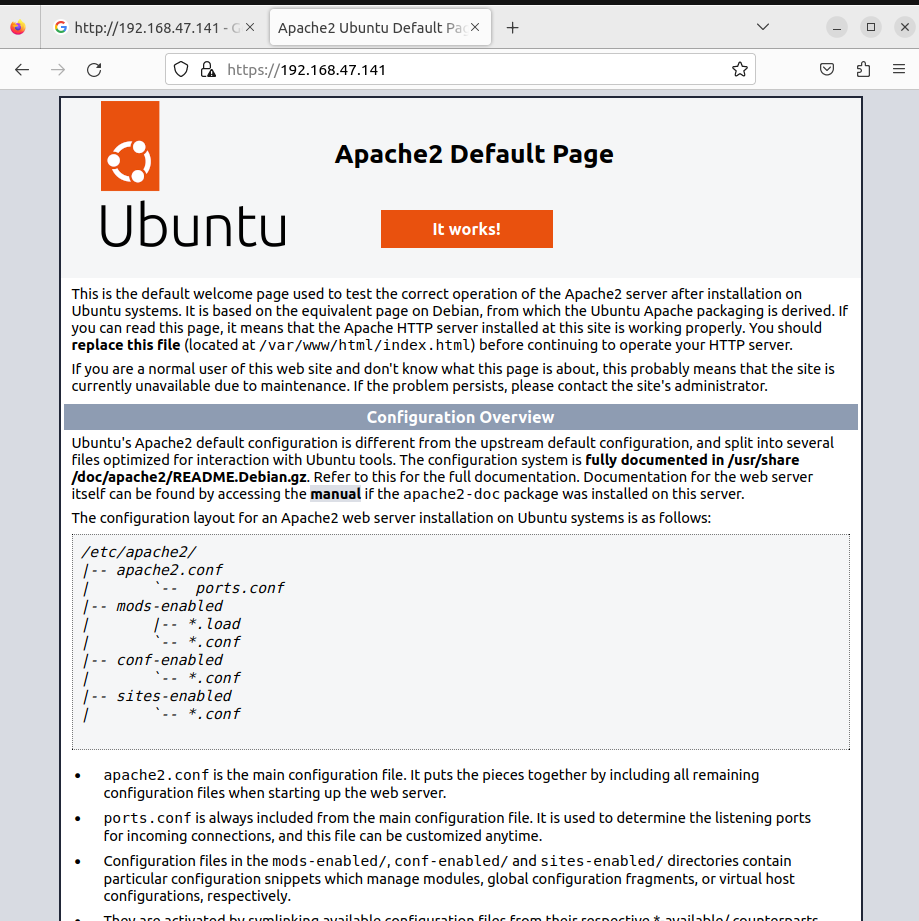 http://192.168.47.141 - G
Apache2 Ubuntu Default Pag
https://192.168.47.141
Apache2 Default Page
Ubuntu
It works!
This is the default welcome page used to test the correct operation of the Apache2 server after installation on
Ubuntu systems. It is based on the equivalent page on Debian, from which the Ubuntu Apache packaging is derived. If
you can read this page, it means that the Apache HTTP server installed at this site is working properly. You should
replace this file (located at /var/www/html/index.html) before continuing to operate your HTTP server.
If you are a normal user of this web site and don't know what this page is about, this probably means that the site is
currently unavailable due to maintenance. If the problem persists, please contact the site's administrator.
Configuration Overview
Ubuntu's Apache2 default configuration is different from the upstream default configuration, and split into several
files optimized for interaction with Ubuntu tools. The configuration system is fully documented in /usr/share
/doc/apache2/README.Debian.gz. Refer to this for the full documentation. Documentation for the web server
itself can be found by accessing the manual if the apache2-doc package was installed on this server.
The configuration layout for an Apache2 web server installation on Ubuntu systems is as follows:
/etc/apache2/
|-- apache2.conf
|       `--  ports.conf
|-- mods-enabled
|       |-- *.load
|       `-- *.conf
|-- conf-enabled
|       `-- *.conf
|-- sites-enabled
|       `-- *.conf
• apache2.conf is the main configuration file. It puts the pieces together by including all remaining
configuration files when starting up the web server.
• ports.conf is always included from the main configuration file. It is used to determine the listening ports
for incoming connections, and this file can be customized anytime.
• Configuration files in the mods-enabled/, conf-enabled/ and sites-enabled/ directories contain
particular configuration snippets which manage modules, global configuration fragments, or virtual host
configurations, respectively.
• They are activated by symlinking available configuration files from their respective *-available/ counterparts.